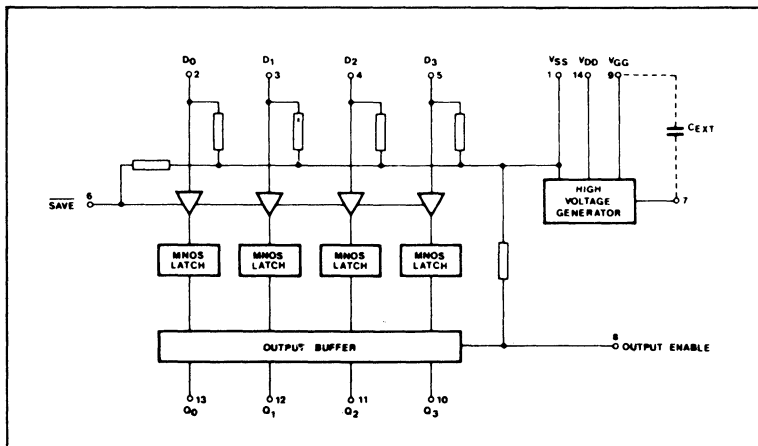 D0 D1 D2 D3 VSS VDD VGG
2 3 4 5 1 14 9
CEXT
6
SAVE
HIGH
VOLTAGE
GENERATOR
7
MNOS
LATCH
MNOS
LATCH
MNOS
LATCH
MNOS
LATCH
OUTPUT BUFFER
8
OUTPUT ENABLE
13 12 11 10
Q0 Q1 Q2 Q3